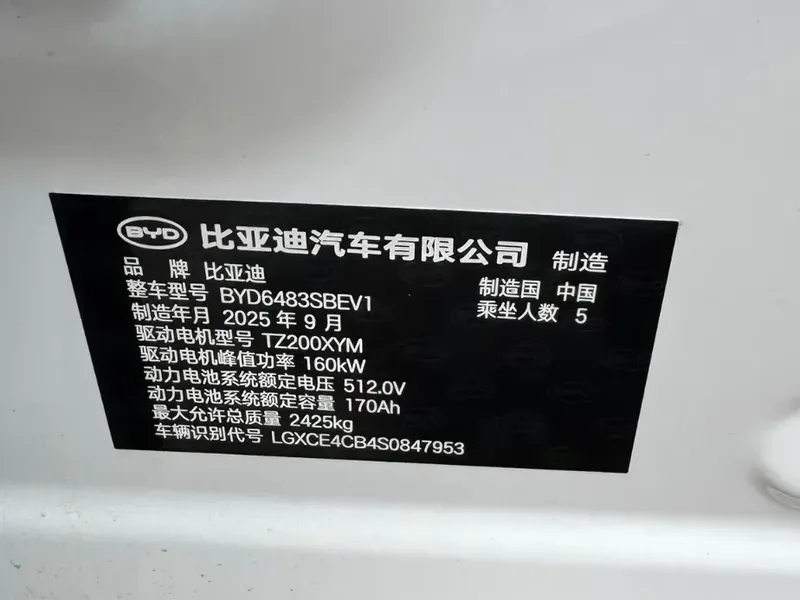 BYD 比亚迪汽车有限公司 制造
品 牌 比亚迪
制造国 中国
整车型号 BYD6483SBEV1
乘坐人数 5
制造年月 2025 年 9 月
驱动电机型号 TZ200XYM
驱动电机峰值功率 160kW
动力电池系统额定电压 512.0V
动力电池系统额定容量 170Ah
最大允许总质量 2425kg
车辆识别代号 LGXCE4CB4S0847953